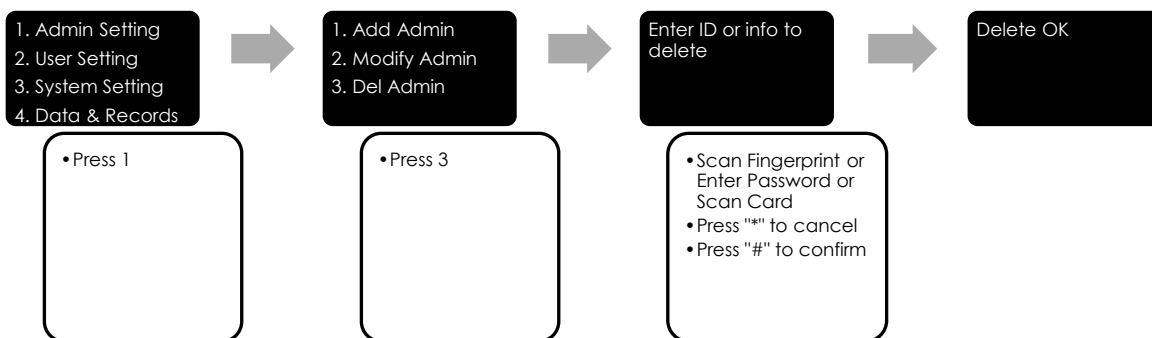 1. Admin Setting
2. User Setting
3. System Setting
4. Data & Records
• Press 1
1. Add Admin
2. Modify Admin
3. Del Admin
• Press 3
Enter ID or info to
delete
• Scan Fingerprint or
Enter Password or
Scan Card
• Press "*" to cancel
• Press "#" to confirm
Delete OK